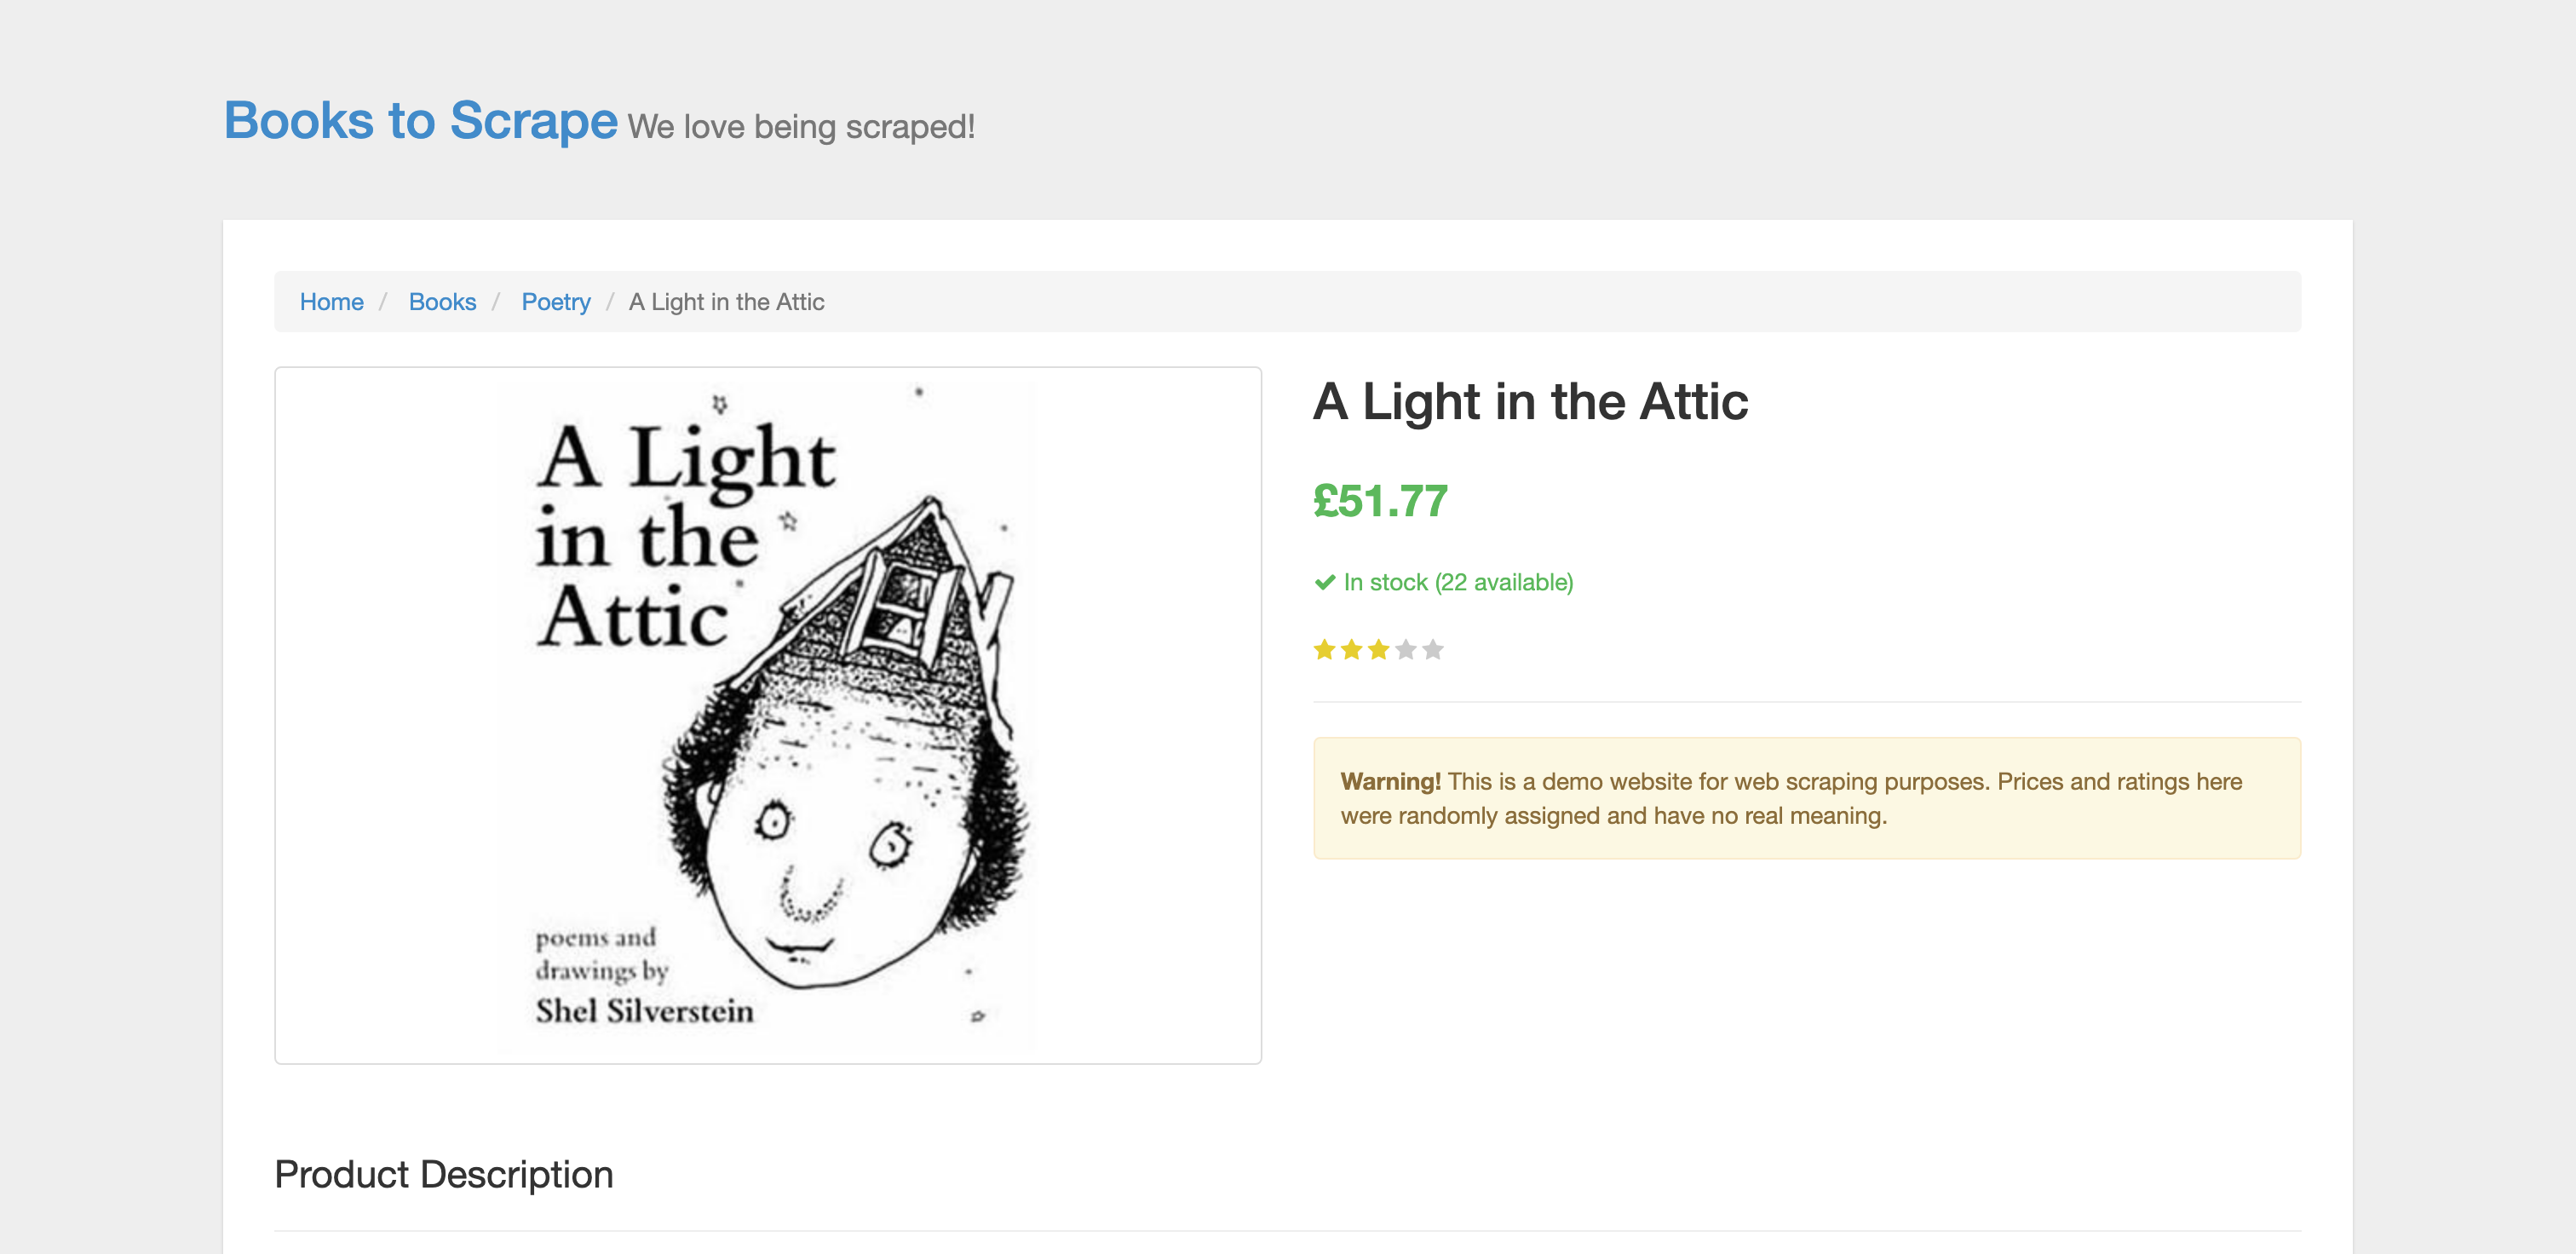 Books to Scrape We love being scraped!
Home / Books / Poetry / A Light in the Attic
A Light
in the
Attic
poems and
drawings by
Shel Silverstein
A Light in the Attic
£51.77
In stock (22 available)
Warning! This is a demo website for web scraping purposes. Prices and ratings here
were randomly assigned and have no real meaning.
Product Description